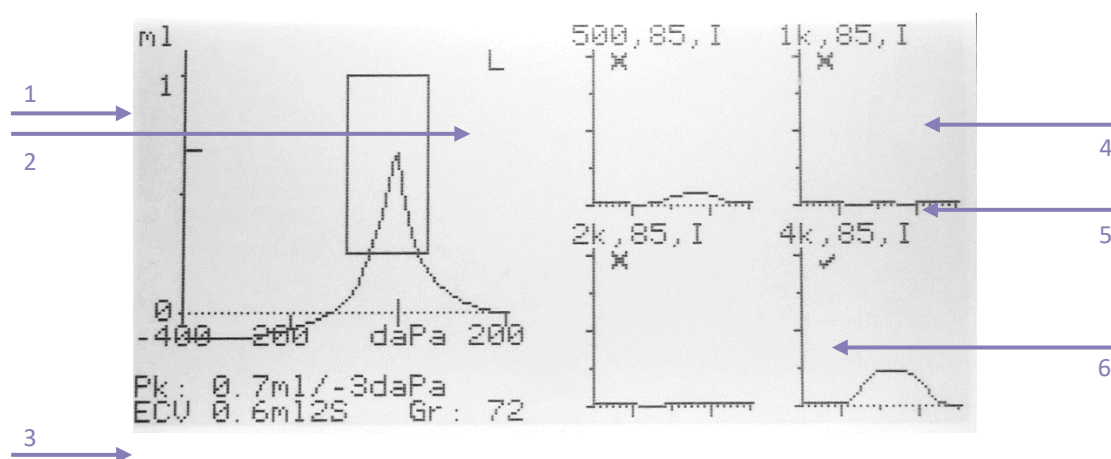 ml
L
1
0
-400 -200 daPa 200
Pk: 0.7ml/-3daPa
ECV 0.6ml2S Gr: 72
500,85,I
1k,85,I
2k,85,I
4k,85,I
1
2
3
4
5
6